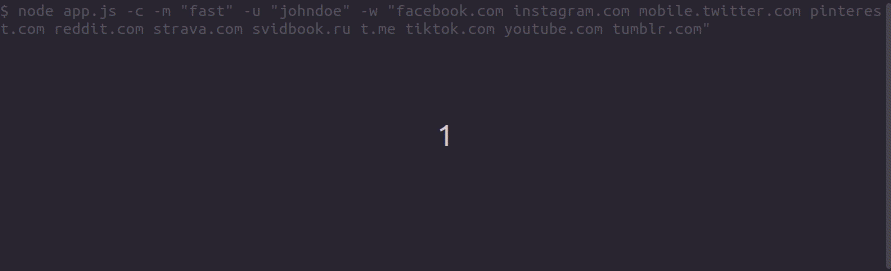 $ node app.js -c -m "fast" -u "johndoe" -w "facebook.com instagram.com mobile.twitter.com pinteres
t.com reddit.com strava.com svidbook.ru t.me tiktok.com youtube.com tumblr.com"
1